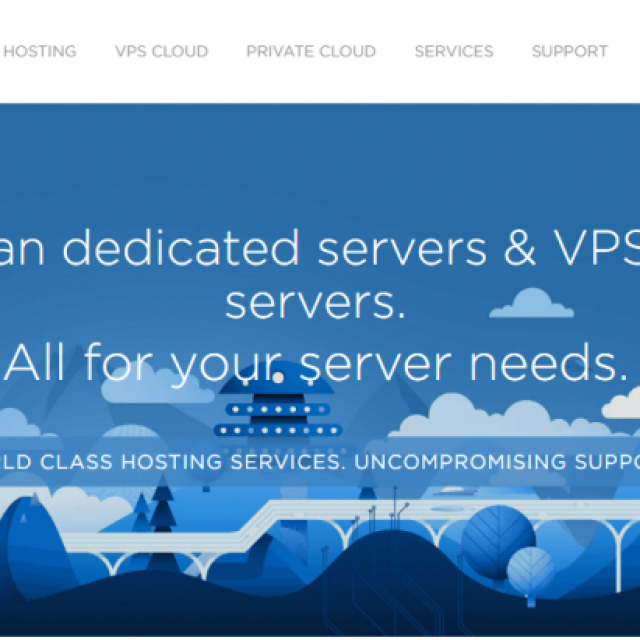 HOSTING VPS CLOUD PRIVATE CLOUD SERVICES SUPPORT
an dedicated servers & VPS
servers.
All for your server needs.
RLD CLASS HOSTING SERVICES. UNCOMPROMISING SUPPO